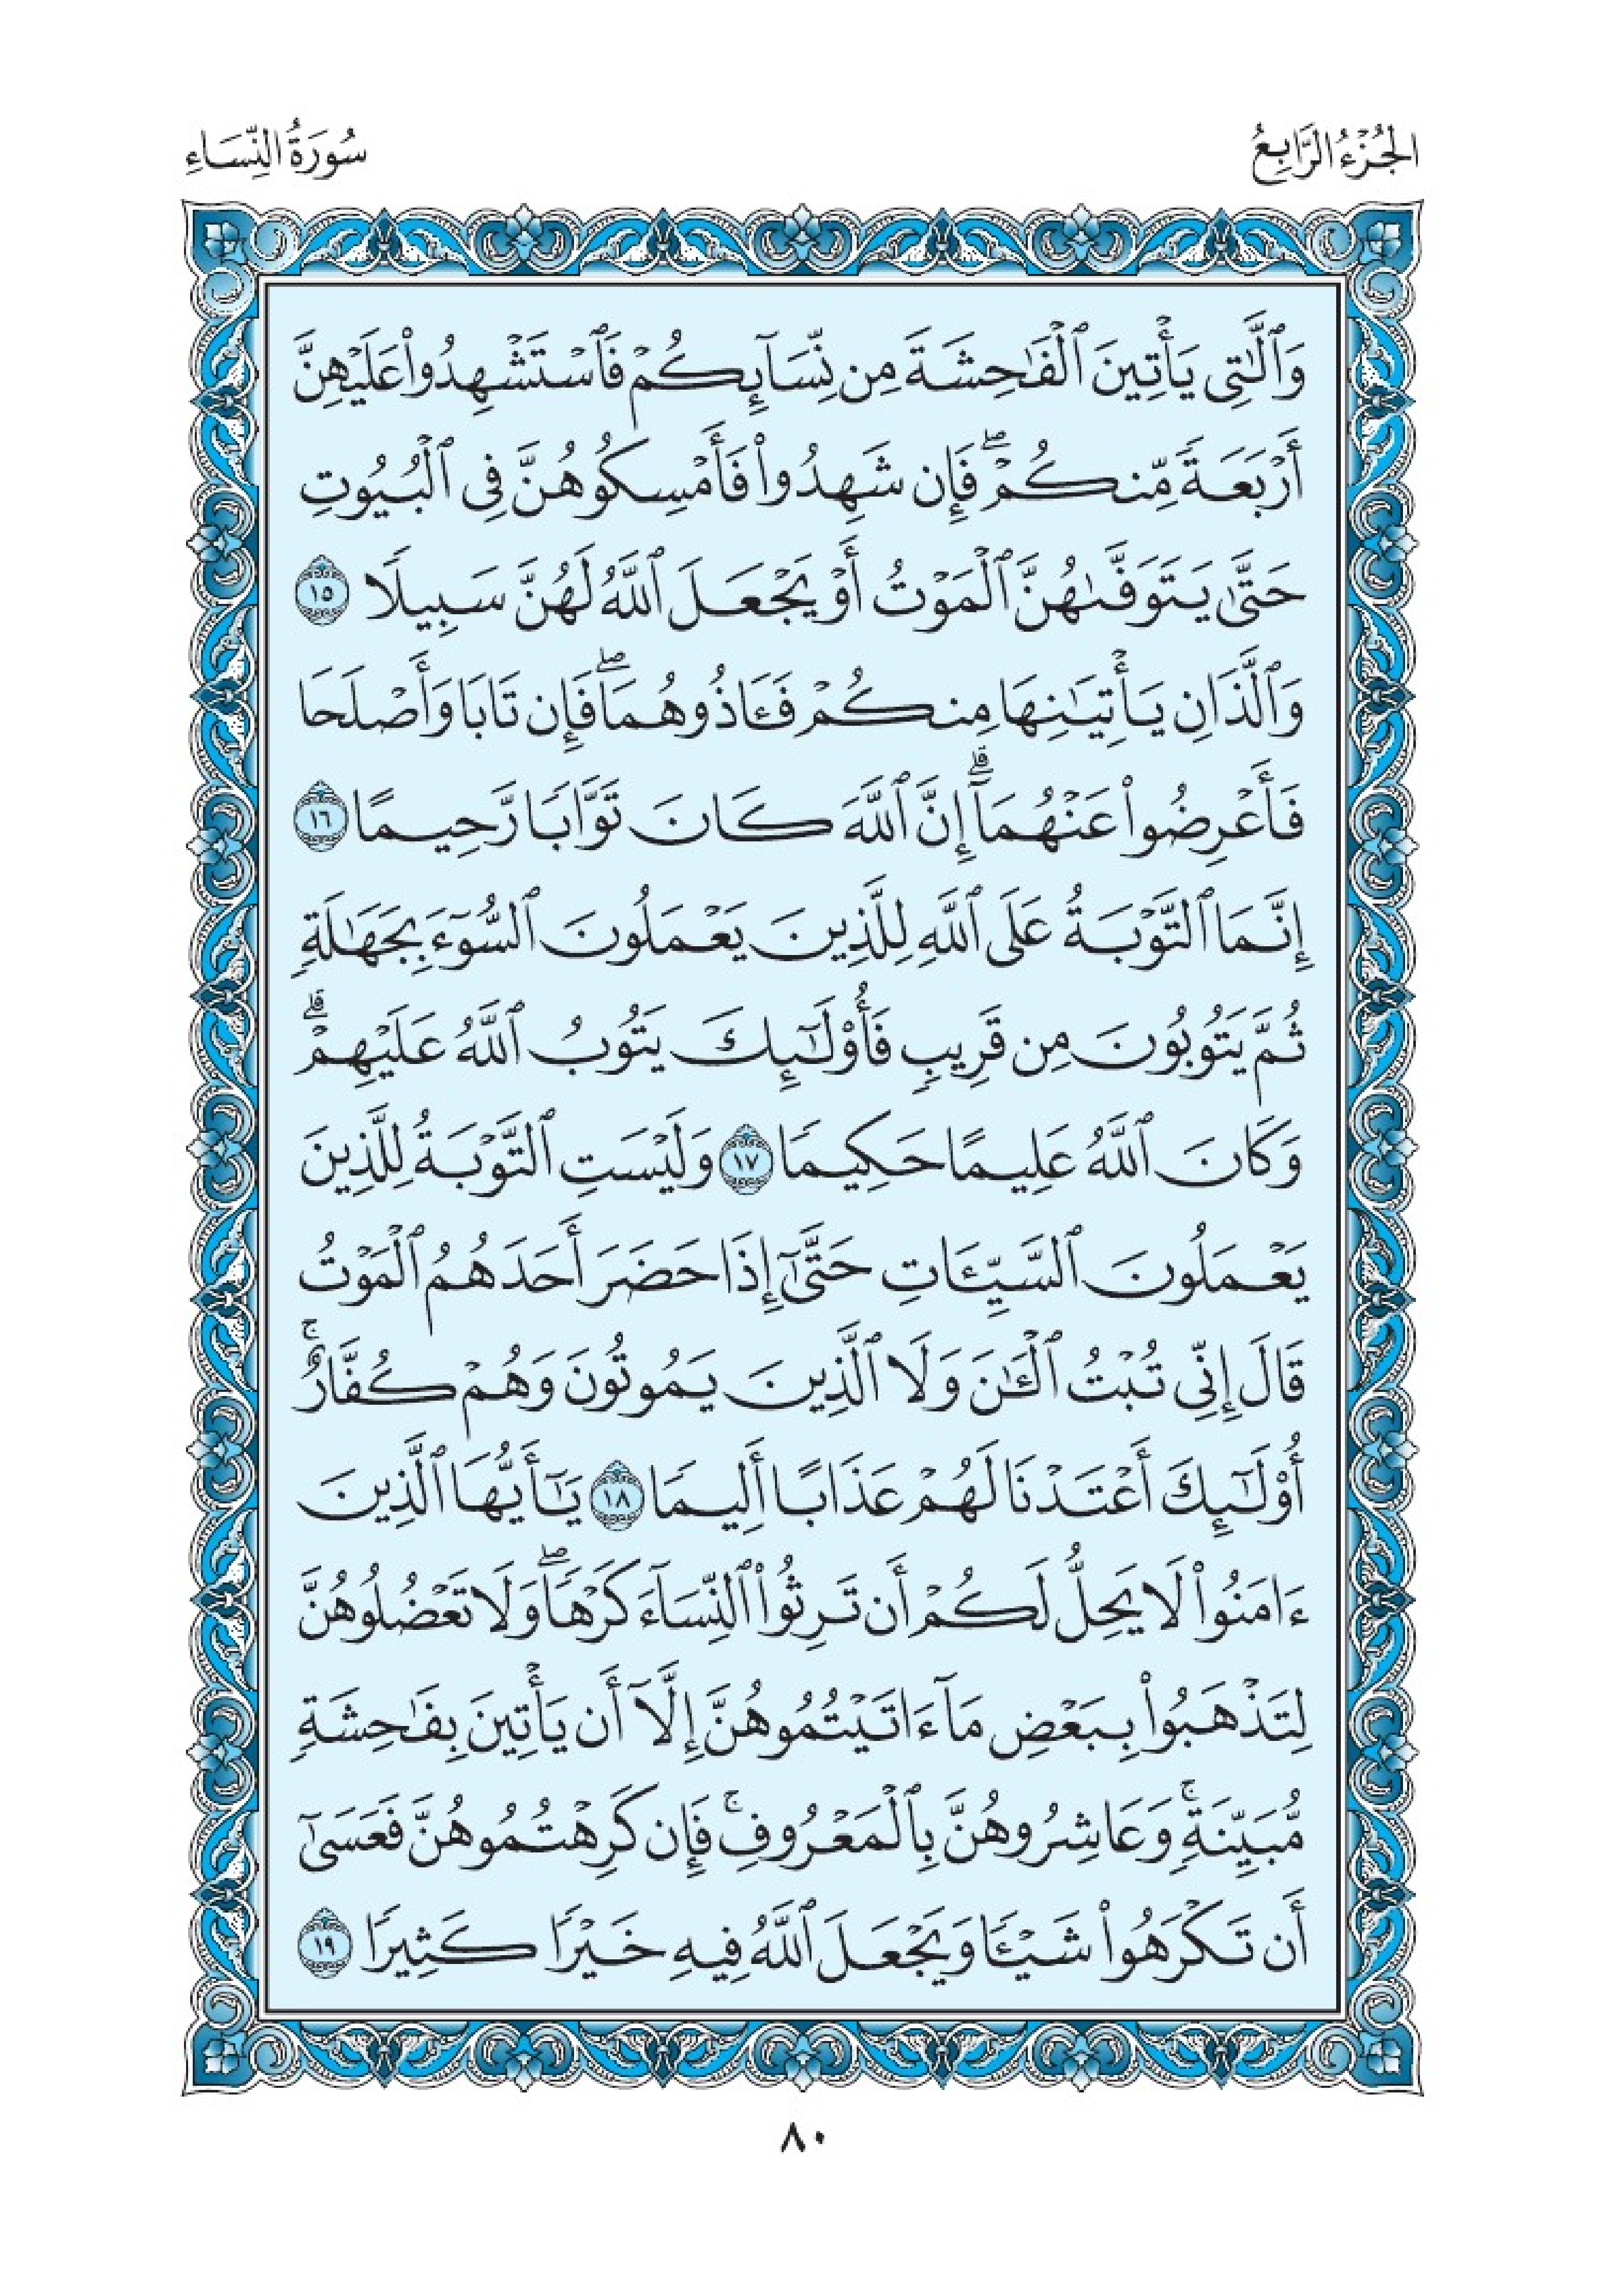 الجُزْءُ الرَّابِعُ
سُورَةُ النِّسَاءِ
وَٱلَّٰتِى يَأْتِينَ ٱلْفَٰحِشَةَ مِن نِّسَآئِكُمْ فَٱسْتَشْهِدُوا۟ عَلَيْهِنَّ
أَرْبَعَةً مِّنكُمْ ۖ فَإِن شَهِدُوا۟ فَأَمْسِكُوهُنَّ فِى ٱلْبُيُوتِ
حَتَّىٰ يَتَوَفَّىٰهُنَّ ٱلْمَوْتُ أَوْ يَجْعَلَ ٱللَّهُ لَهُنَّ سَبِيلًا ١٥
وَٱلَّذَانِ يَأْتِيَٰنِهَا مِنكُمْ فَـَٔاذُوهُمَا ۖ فَإِن تَابَا وَأَصْلَحَا
فَأَعْرِضُوا۟ عَنْهُمَآ ۗ إِنَّ ٱللَّهَ كَانَ تَوَّابًا رَّحِيمًا ١٦
إِنَّمَا ٱلتَّوْبَةُ عَلَى ٱللَّهِ لِلَّذِينَ يَعْمَلُونَ ٱلسُّوٓءَ بِجَهَٰلَةٍ
ثُمَّ يَتُوبُونَ مِن قَرِيبٍ فَأُو۟لَٰٓئِكَ يَتُوبُ ٱللَّهُ عَلَيْهِمْ ۗ
وَكَانَ ٱللَّهُ عَلِيمًا حَكِيمًا ١٧ وَلَيْسَتِ ٱلتَّوْبَةُ لِلَّذِينَ
يَعْمَلُونَ ٱلسَّيِّـَٔاتِ حَتَّىٰٓ إِذَا حَضَرَ أَحَدَهُمُ ٱلْمَوْتُ
قَالَ إِنِّى تُبْتُ ٱلْـَٰٔنَ وَلَا ٱلَّذِينَ يَمُوتُونَ وَهُمْ كُفَّارٌ ۚ
أُو۟لَٰٓئِكَ أَعْتَدْنَا لَهُمْ عَذَابًا أَلِيمًا ١٨ يَٰٓأَيُّهَا ٱلَّذِينَ
ءَامَنُوا۟ لَا يَحِلُّ لَكُمْ أَن تَرِثُوا۟ ٱلنِّسَآءَ كَرْهًا ۖ وَلَا تَعْضُلُوهُنَّ
لِتَذْهَبُوا۟ بِبَعْضِ مَآ ءَاتَيْتُمُوهُنَّ إِلَّآ أَن يَأْتِينَ بِفَٰحِشَةٍ
مُّبَيِّنَةٍ ۚ وَعَاشِرُوهُنَّ بِٱلْمَعْرُوفِ ۚ فَإِن كَرِهْتُمُوهُنَّ فَعَسَىٰٓ
أَن تَكْرَهُوا۟ شَيْـًٔا وَيَجْعَلَ ٱللَّهُ فِيهِ خَيْرًا كَثِيرًا ١٩
٨٠